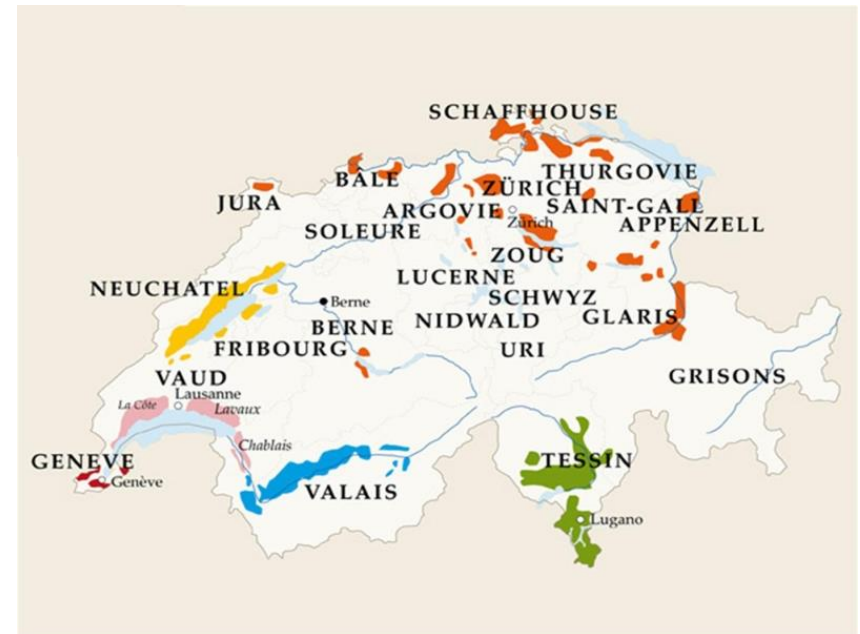 SCHAFFHOUSE
THURGOVIE
BÂLE
ZÜRICH
JURA
ARGOVIE
SAINT-GALL
Zürich
APPENZELL
SOLEURE
ZOUG
LUCERNE
NEUCHATEL
SCHWYZ
Berne
BERNE
NIDWALD
GLARIS
FRIBOURG
URI
VAUD
GRISONS
Lausanne
La Côte
Lavaux
Chablais
GENEVE
TESSIN
Genève
VALAIS
Lugano